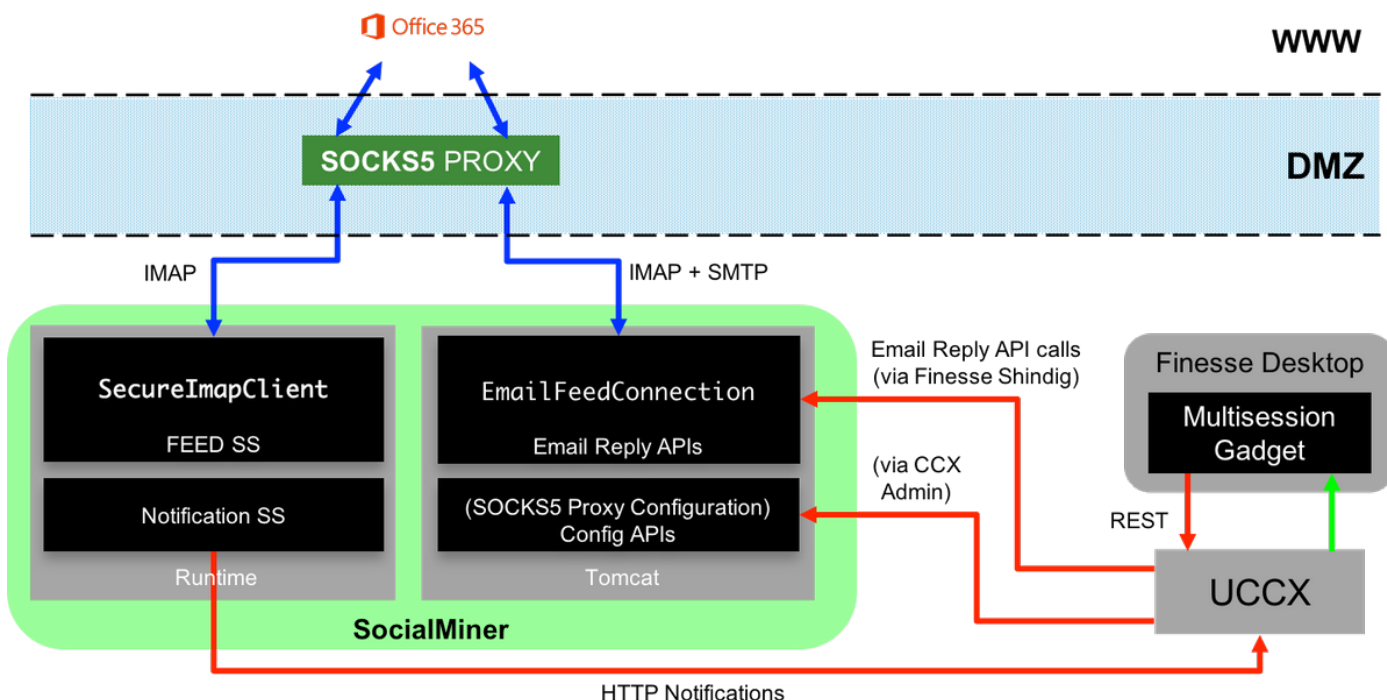 Office 365
WWW
SOCKS5 PROXY
DMZ
IMAP
IMAP + SMTP
SecureImapClient
FEED SS
Notification SS
Runtime
EmailFeedConnection
Email Reply APIs
(SOCKS5 Proxy Configuration)
Config APIs
Tomcat
SocialMiner
Email Reply API calls
(via Finesse Shindig)
(via CCX
Admin)
Finesse Desktop
Multisession
Gadget
REST
UCCX
HTTP Notifications